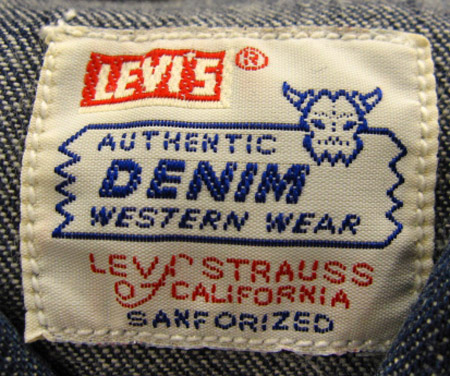 LEVI'S ®
AUTHENTIC
DENIM
WESTERN WEAR
LEVI STRAUSS
OF CALIFORNIA
SANFORIZED